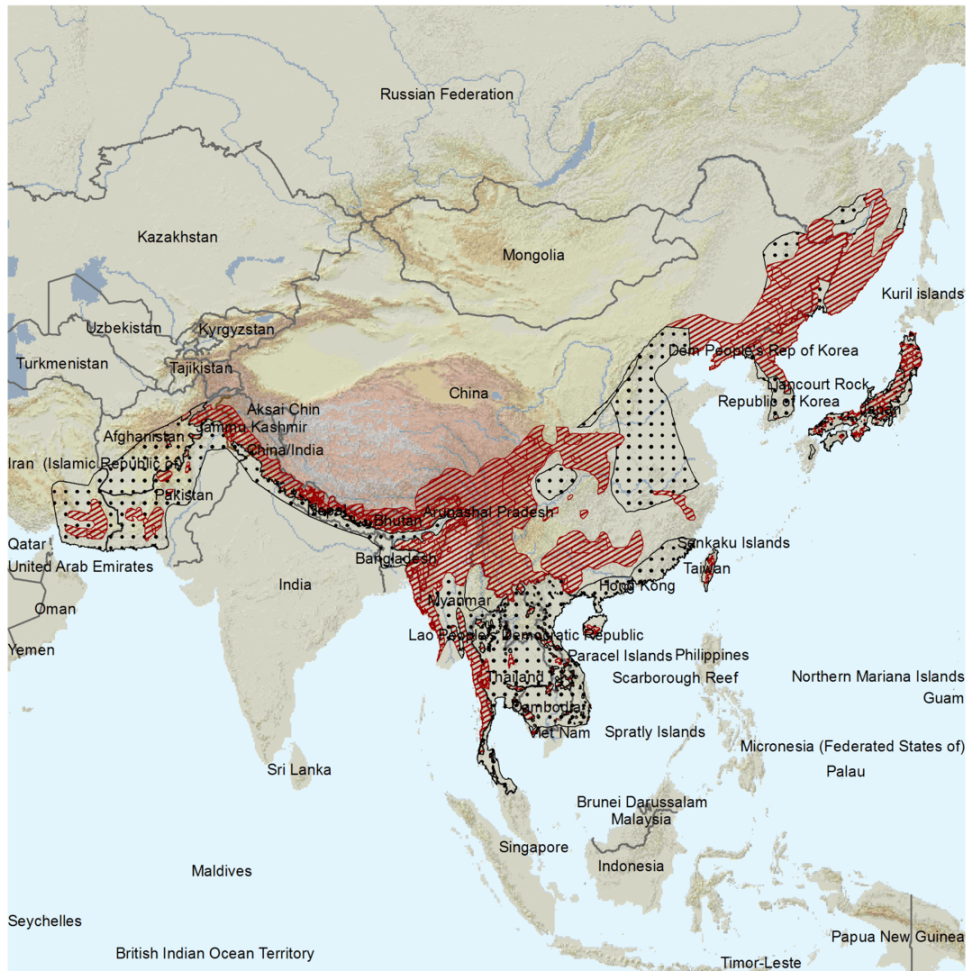 Russian Federation
Kazakhstan
Mongolia
Kuril islands
Uzbekistan
Kyrgyzstan
Turkmenistan
Tajikistan
Dem People's Rep of Korea
China
Liancourt Rock
Republic of Korea
Aksai Chin
Japan
Jammu Kashmir
Afghanistan
China/India
Iran (Islamic Republic of)
Pakistan
Nepal
Arunashal Pradesh
Bhutan
Qatar
Senkaku Islands
Bangladesh
United Arab Emirates
Taiwan
India
Hong Kong
Myanmar
Oman
Lao People's Democratic Republic
Yemen
Paracel Islands
Philippines
Thailand
Scarborough Reef
Northern Mariana Islands
Guam
Cambodia
Viet Nam
Spratly Islands
Micronesia (Federated States of)
Sri Lanka
Palau
Brunei Darussalam
Malaysia
Singapore
Indonesia
Maldives
Seychelles
Papua New Guinea
British Indian Ocean Territory
Timor-Leste